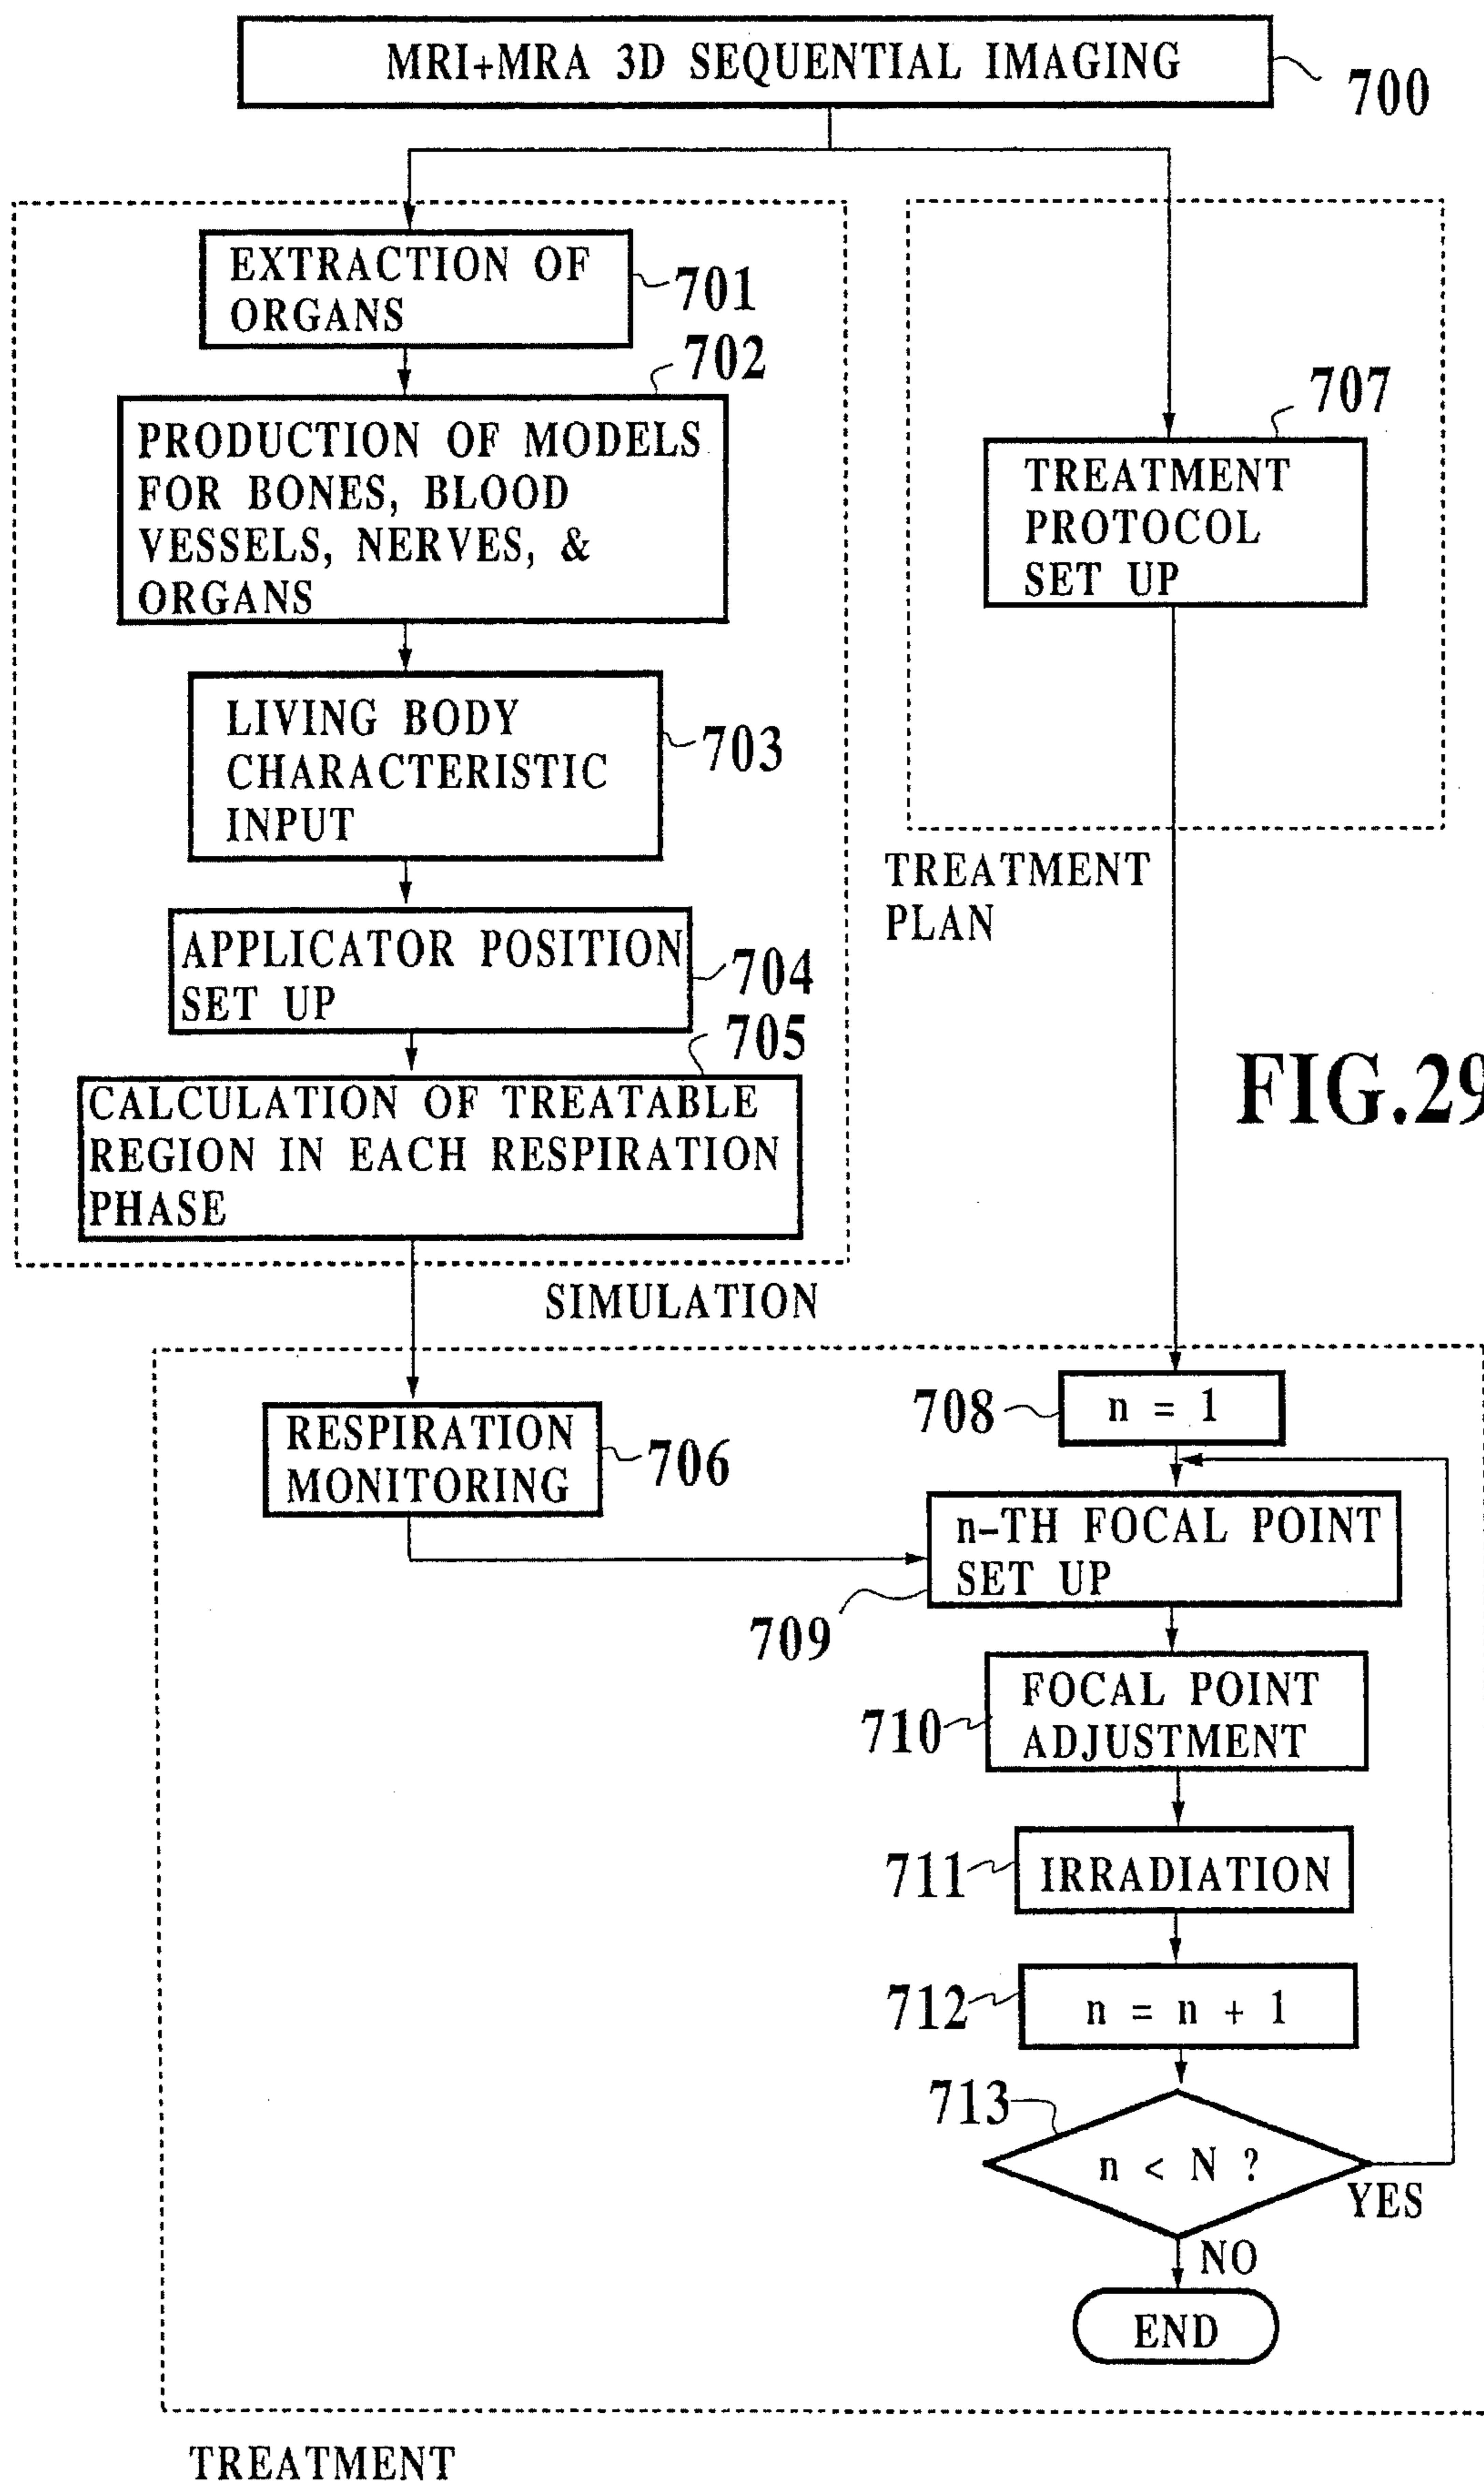 MRI+MRA 3D SEQUENTIAL IMAGING
700
EXTRACTION OF
ORGANS
701
702
PRODUCTION OF MODELS
FOR BONES, BLOOD
VESSELS, NERVES, &
ORGANS
LIVING BODY
CHARACTERISTIC
INPUT
703
APPLICATOR POSITION
SET UP
704
705
CALCULATION OF TREATABLE
REGION IN EACH RESPIRATION
PHASE
SIMULATION
707
TREATMENT
PROTOCOL
SET UP
TREATMENT
PLAN
FIG.29
RESPIRATION
MONITORING
706
708
n = 1
n-TH FOCAL POINT
SET UP
709
FOCAL POINT
ADJUSTMENT
710
711
IRRADIATION
712
n = n + 1
713
n < N ?
YES
NO
END
TREATMENT